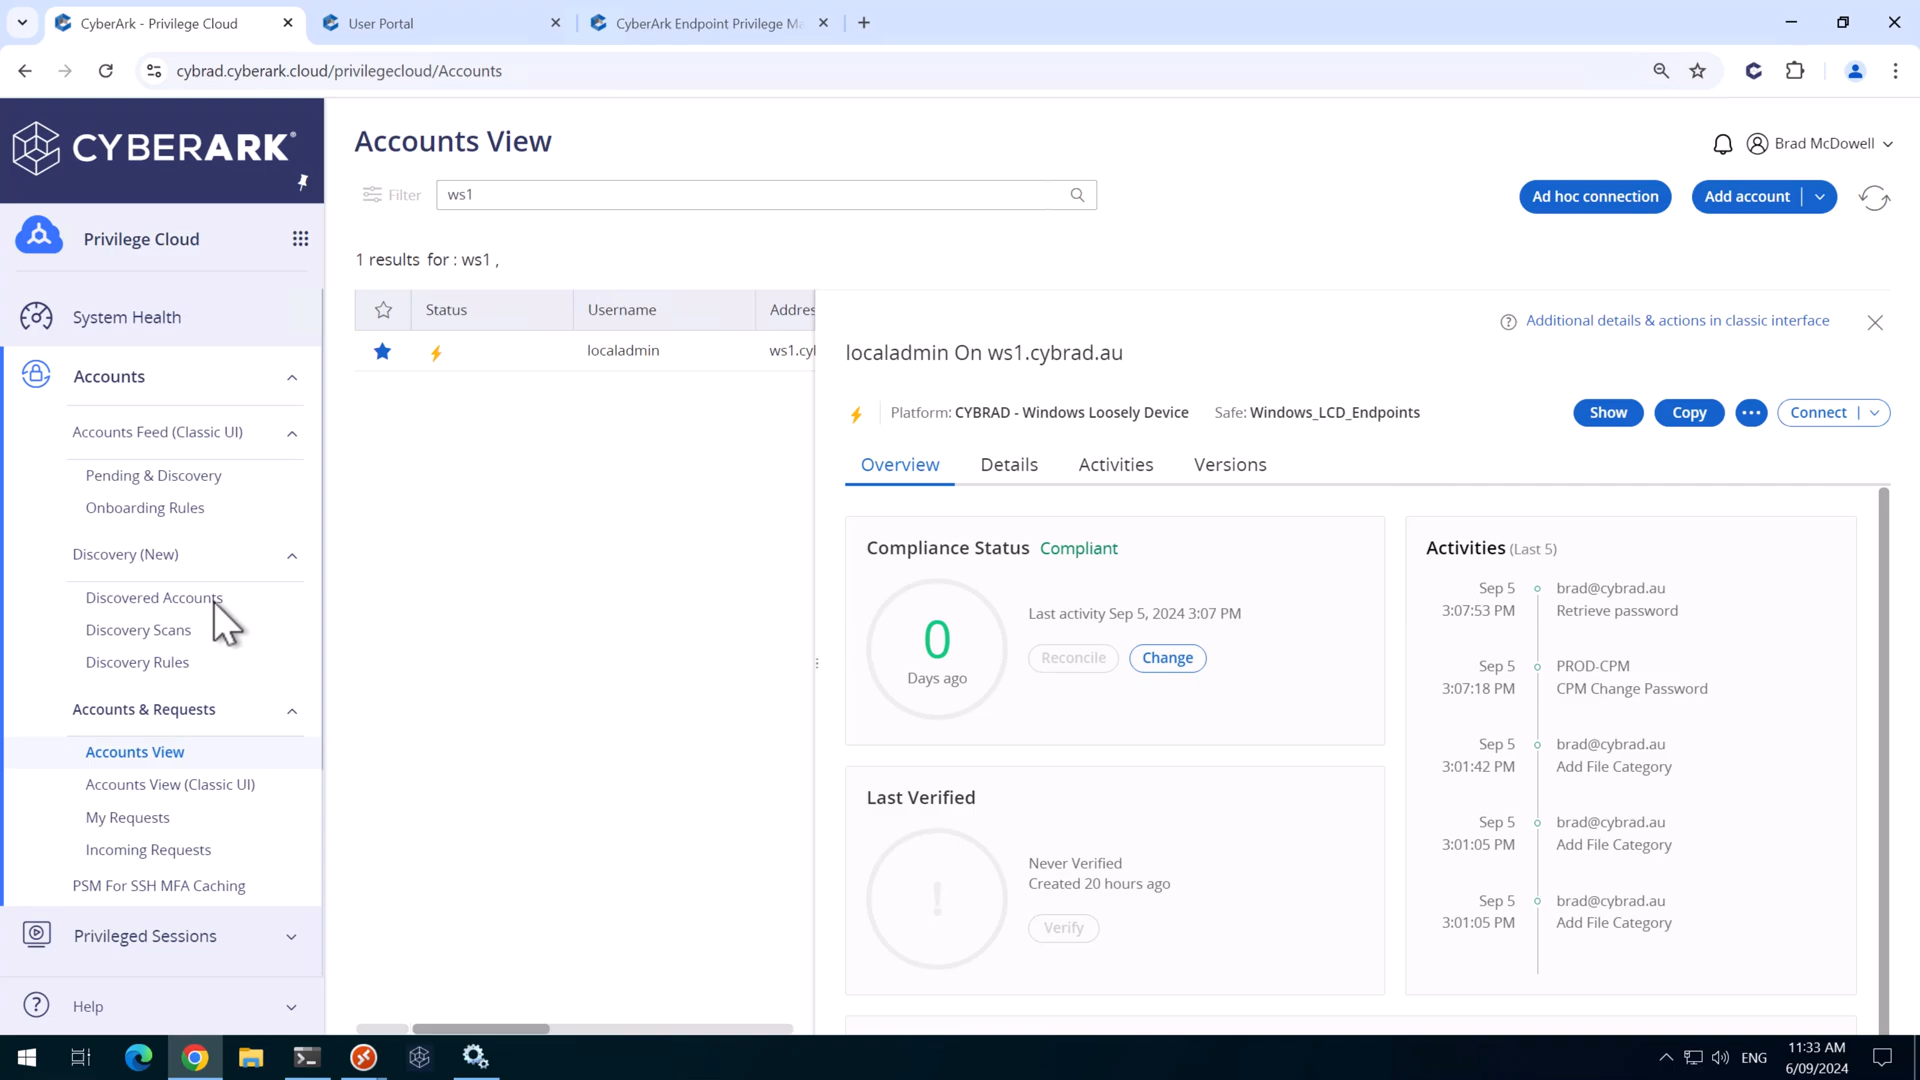 CyberArk - Privilege Cloud
User Portal
CyberArk Endpoint Privilege Ma
cybrad.cyberark.cloud/privilegecloud/Accounts
CYBERARK®
Privilege Cloud
System Health
Accounts
Accounts Feed (Classic UI)
Pending & Discovery
Onboarding Rules
Discovery (New)
Discovered Accounts
Discovery Scans
Discovery Rules
Accounts & Requests
Accounts View
Accounts View (Classic UI)
My Requests
Incoming Requests
PSM For SSH MFA Caching
Privileged Sessions
Help
Accounts View
Brad McDowell
Filter
ws1
Ad hoc connection
Add account
1 results for : ws1 ,
Status
Username
Addres
localadmin
ws1.cyl
Additional details & actions in classic interface
localadmin On ws1.cybrad.au
Platform: CYBRAD - Windows Loosely Device
Safe: Windows_LCD_Endpoints
Show
Copy
Connect
Overview
Details
Activities
Versions
Compliance Status Compliant
0
Days ago
Last activity Sep 5, 2024 3:07 PM
Reconcile
Change
Last Verified
!
Never Verified
Created 20 hours ago
Verify
Activities (Last 5)
Sep 5 brad@cybrad.au
3:07:53 PM Retrieve password
Sep 5 PROD-CPM
3:07:18 PM CPM Change Password
Sep 5 brad@cybrad.au
3:01:42 PM Add File Category
Sep 5 brad@cybrad.au
3:01:05 PM Add File Category
Sep 5 brad@cybrad.au
3:01:05 PM Add File Category
ENG
11:33 AM
6/09/2024